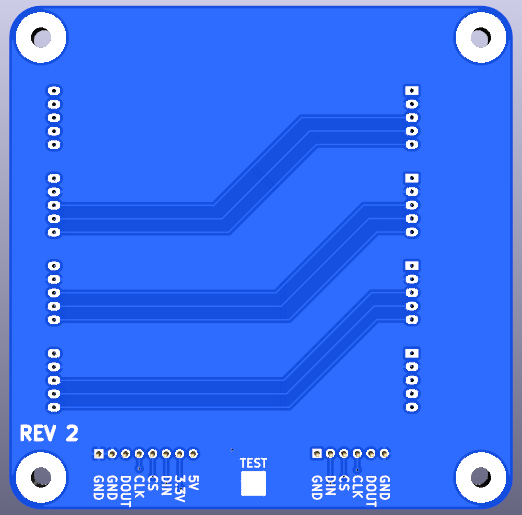 REV 2
TEST
GND
GND
DOUT
CLK
CS
DIN
3.3V
5V
GND
DIN
CS
CLK
DOUT
GND